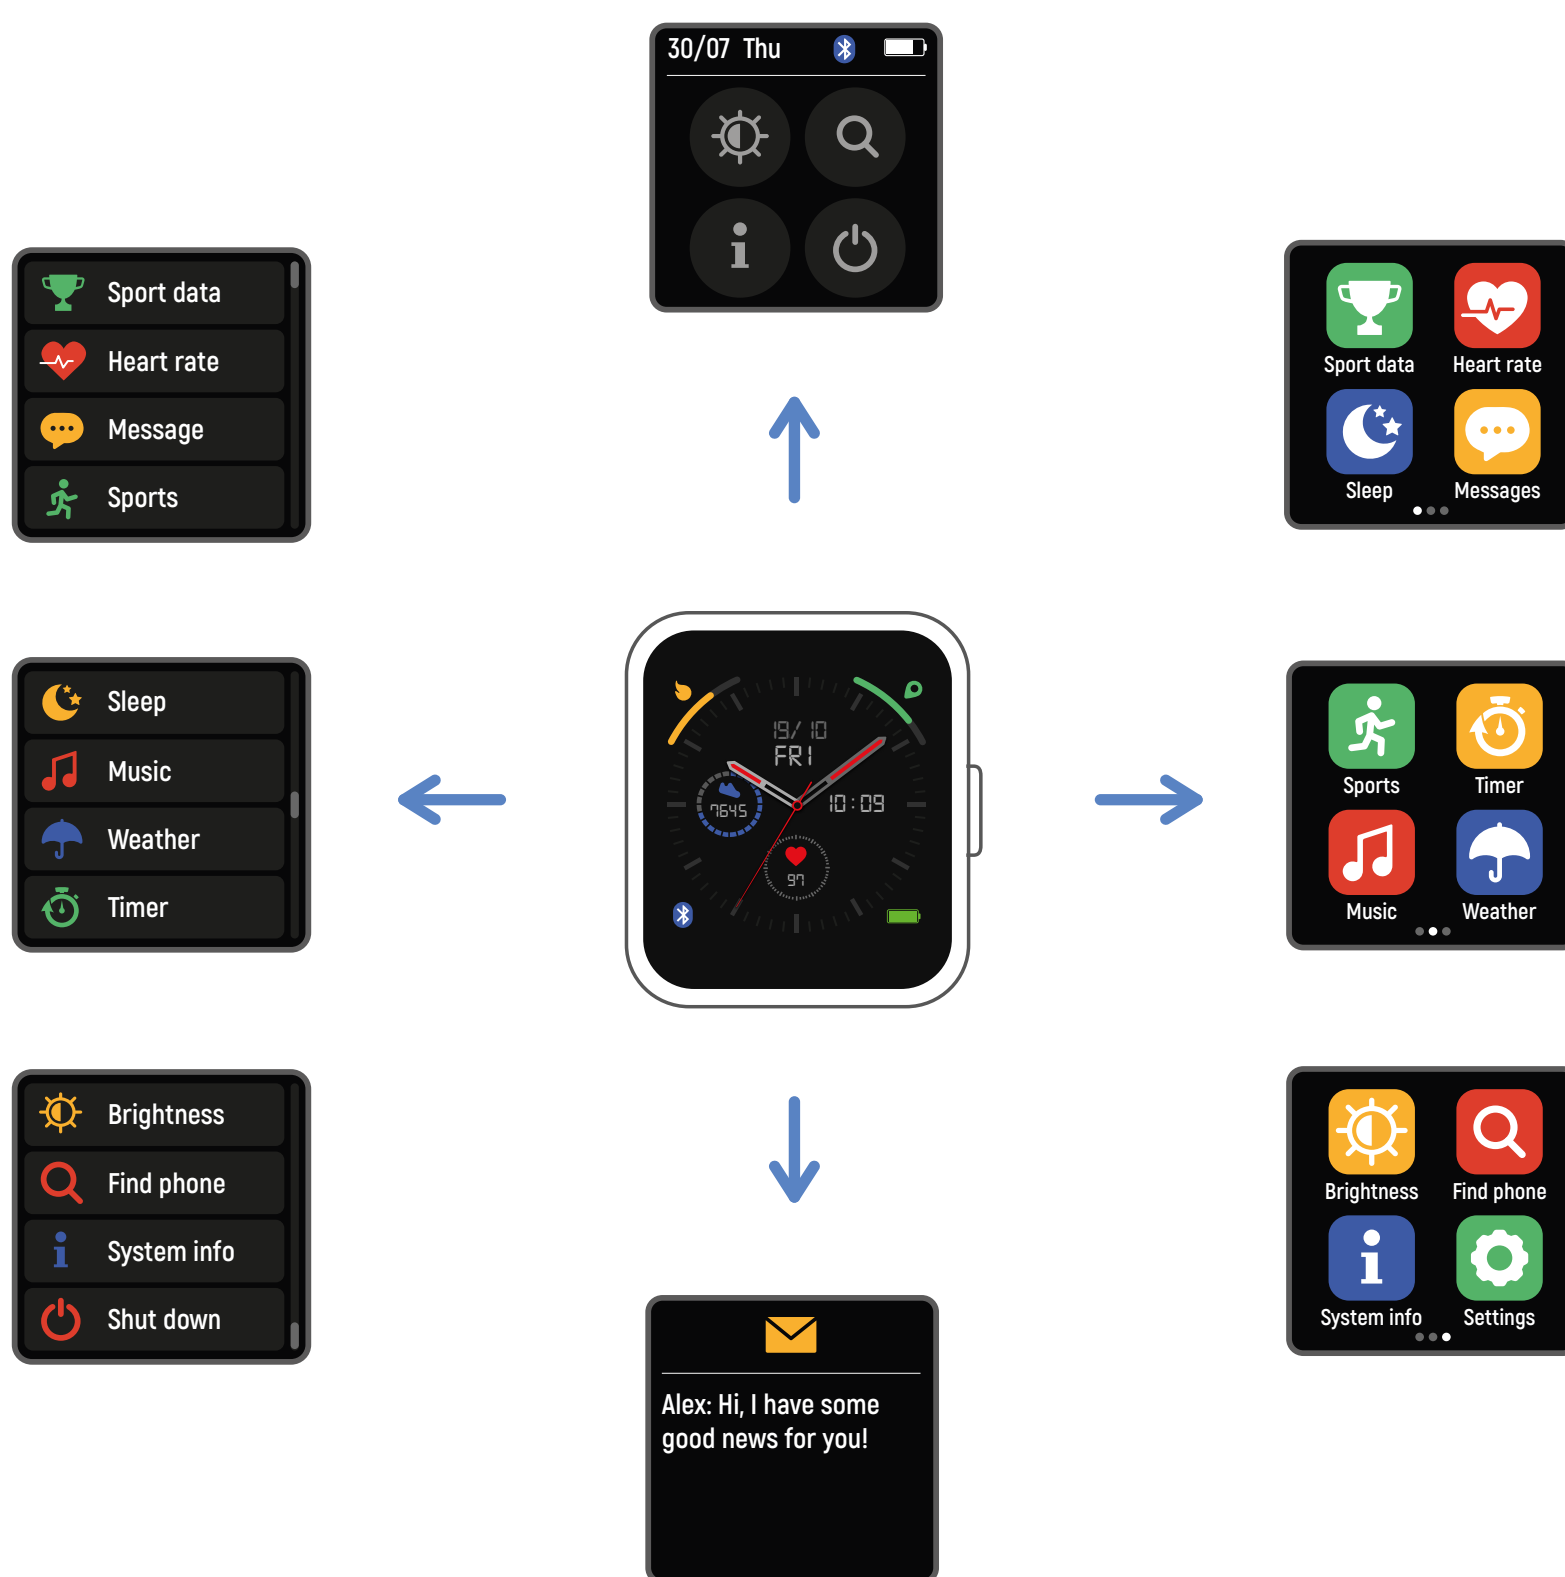 30/07 Thu
Sport data
Heart rate
Message
Sports
Sport data Heart rate
Sleep Messages
Sleep
Music
Weather
Timer
19/10
FRI
7645
10:09
97
Sports Timer
Music Weather
Brightness
Find phone
System info
Shut down
Brightness Find phone
System info Settings
Alex: Hi, I have some
good news for you!